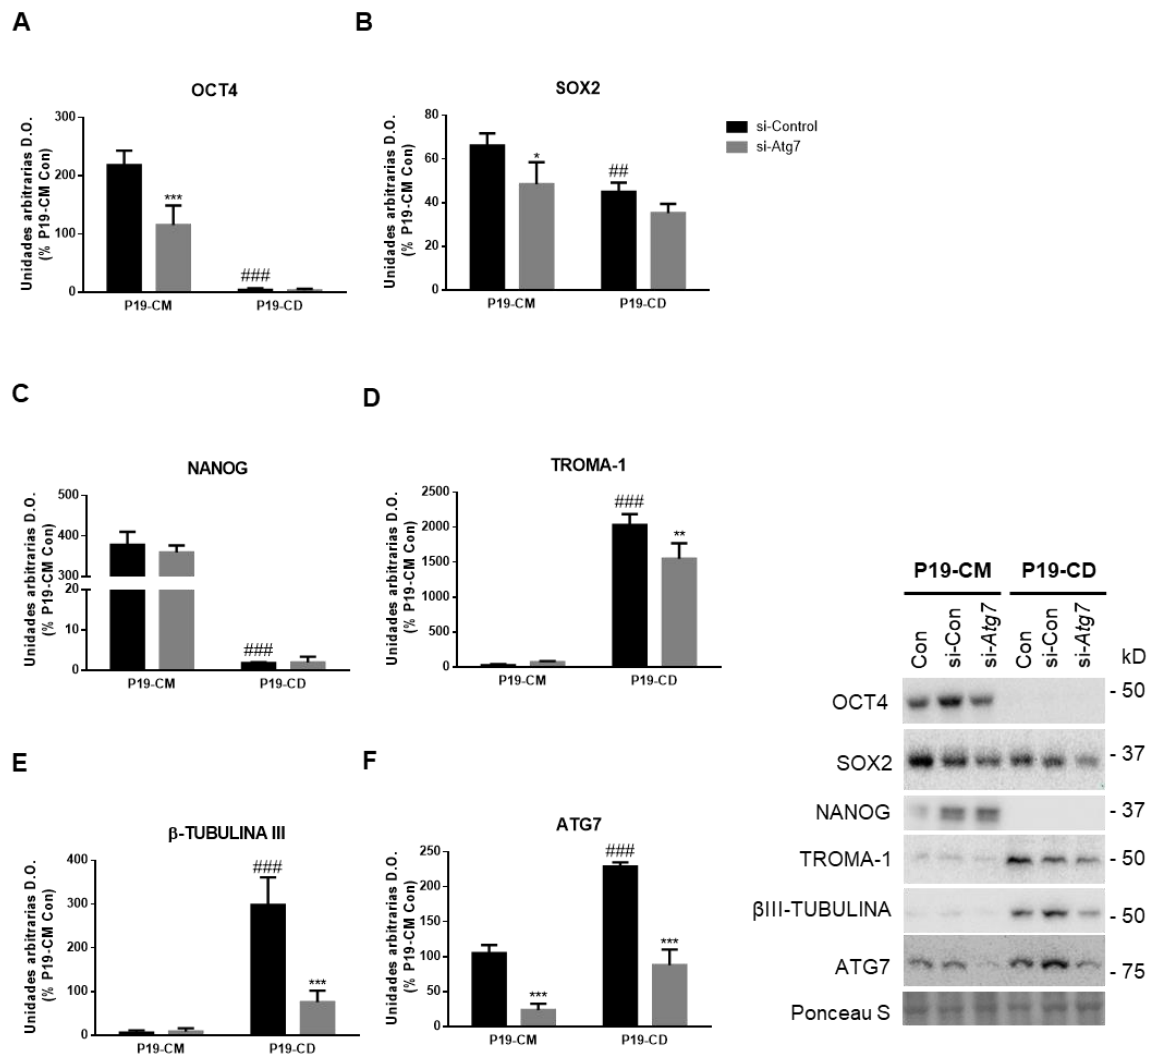 A
OCT4
Unidades arbitrarias D.O.
(% P19-CM Con)
300
200
100
0
***
###
P19-CM
P19-CD
B
SOX2
Unidades arbitrarias D.O.
(% P19-CM Con)
80
60
40
20
0
*
##
P19-CM
P19-CD
si-Control
si-Atg7
C
NANOG
Unidades arbitrarias D.O.
(% P19-CM Con)
500
400
300
20
10
0
###
P19-CM
P19-CD
D
TROMA-1
Unidades arbitrarias D.O.
(% P19-CM Con)
2500
2000
1500
1000
500
0
###
**
P19-CM
P19-CD
E
β-TUBULINA III
Unidades arbitrarias D.O.
(% P19-CM Con)
400
300
200
100
0
###
***
P19-CM
P19-CD
F
ATG7
Unidades arbitrarias D.O.
(% P19-CM Con)
250
200
150
100
50
0
***
###
***
P19-CM
P19-CD
P19-CM P19-CD
Con si-Con si-Atg7 Con si-Con si-Atg7 kD
OCT4 - 50
SOX2 - 37
NANOG - 37
TROMA-1 - 50
βIII-TUBULINA - 50
ATG7 - 75
Ponceau S